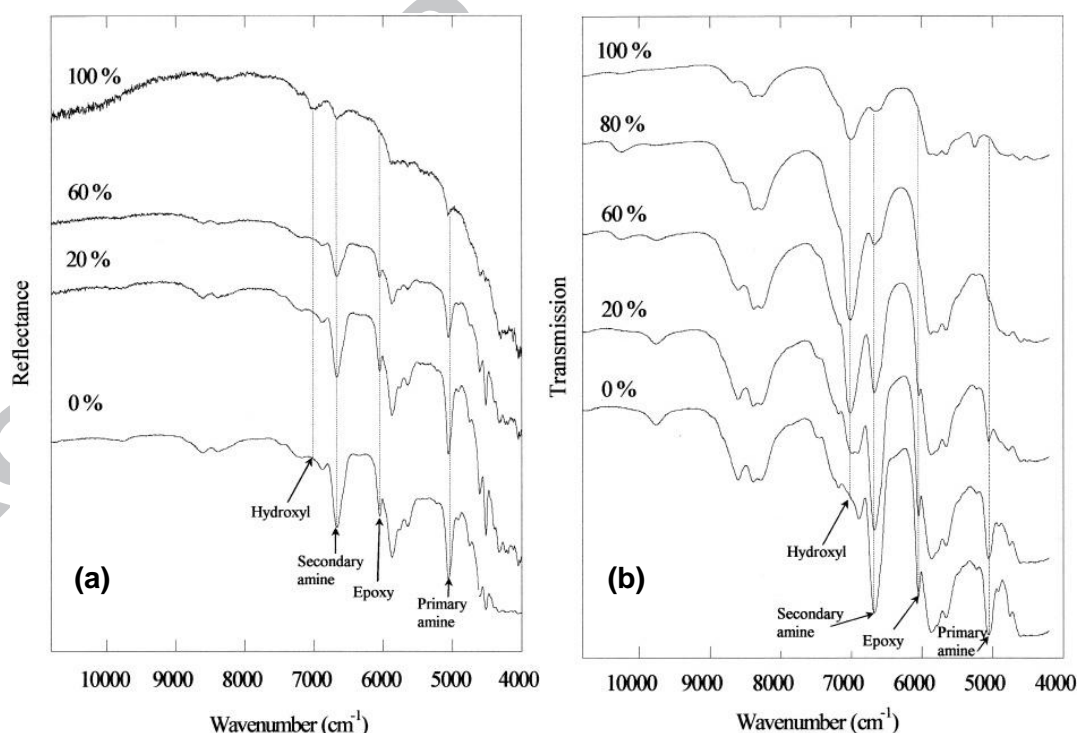 100 %
60 %
20 %
0 %
Reflectance
Hydroxyl
Secondary
amine
Epoxy
Primary
amine
(a)
10000 9000 8000 7000 6000 5000 4000
Wavenumber (cm⁻¹)
100 %
80 %
60 %
20 %
0 %
Transmission
Hydroxyl
Secondary
amine
Epoxy
Primary
amine
(b)
10000 9000 8000 7000 6000 5000 4000
Wavenumber (cm⁻¹)